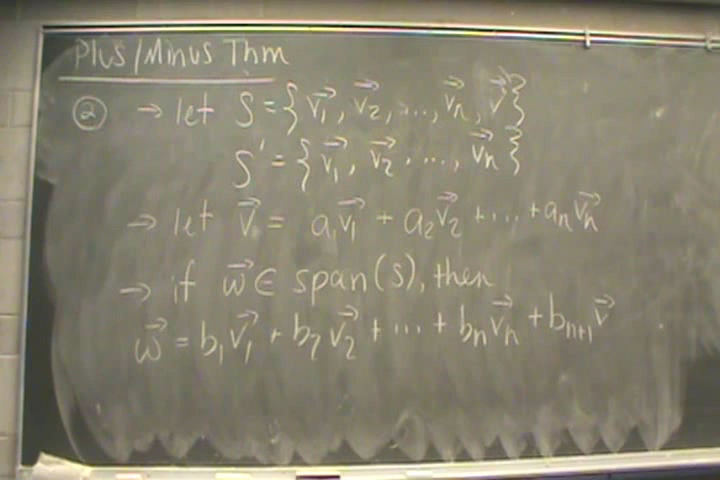 Plus/Minus Thm
② → let S = {v⃗₁, v⃗₂, ..., v⃗ₙ, v⃗}
S' = {v⃗₁, v⃗₂, ..., v⃗ₙ}
→ let v⃗ = a₁v⃗₁ + a₂v⃗₂ + ... + aₙv⃗ₙ
→ if w⃗ ∈ span(s), then
w⃗ = b₁v⃗₁ + b₂v⃗₂ + ... + bₙv⃗ₙ + bₙ₊₁v⃗